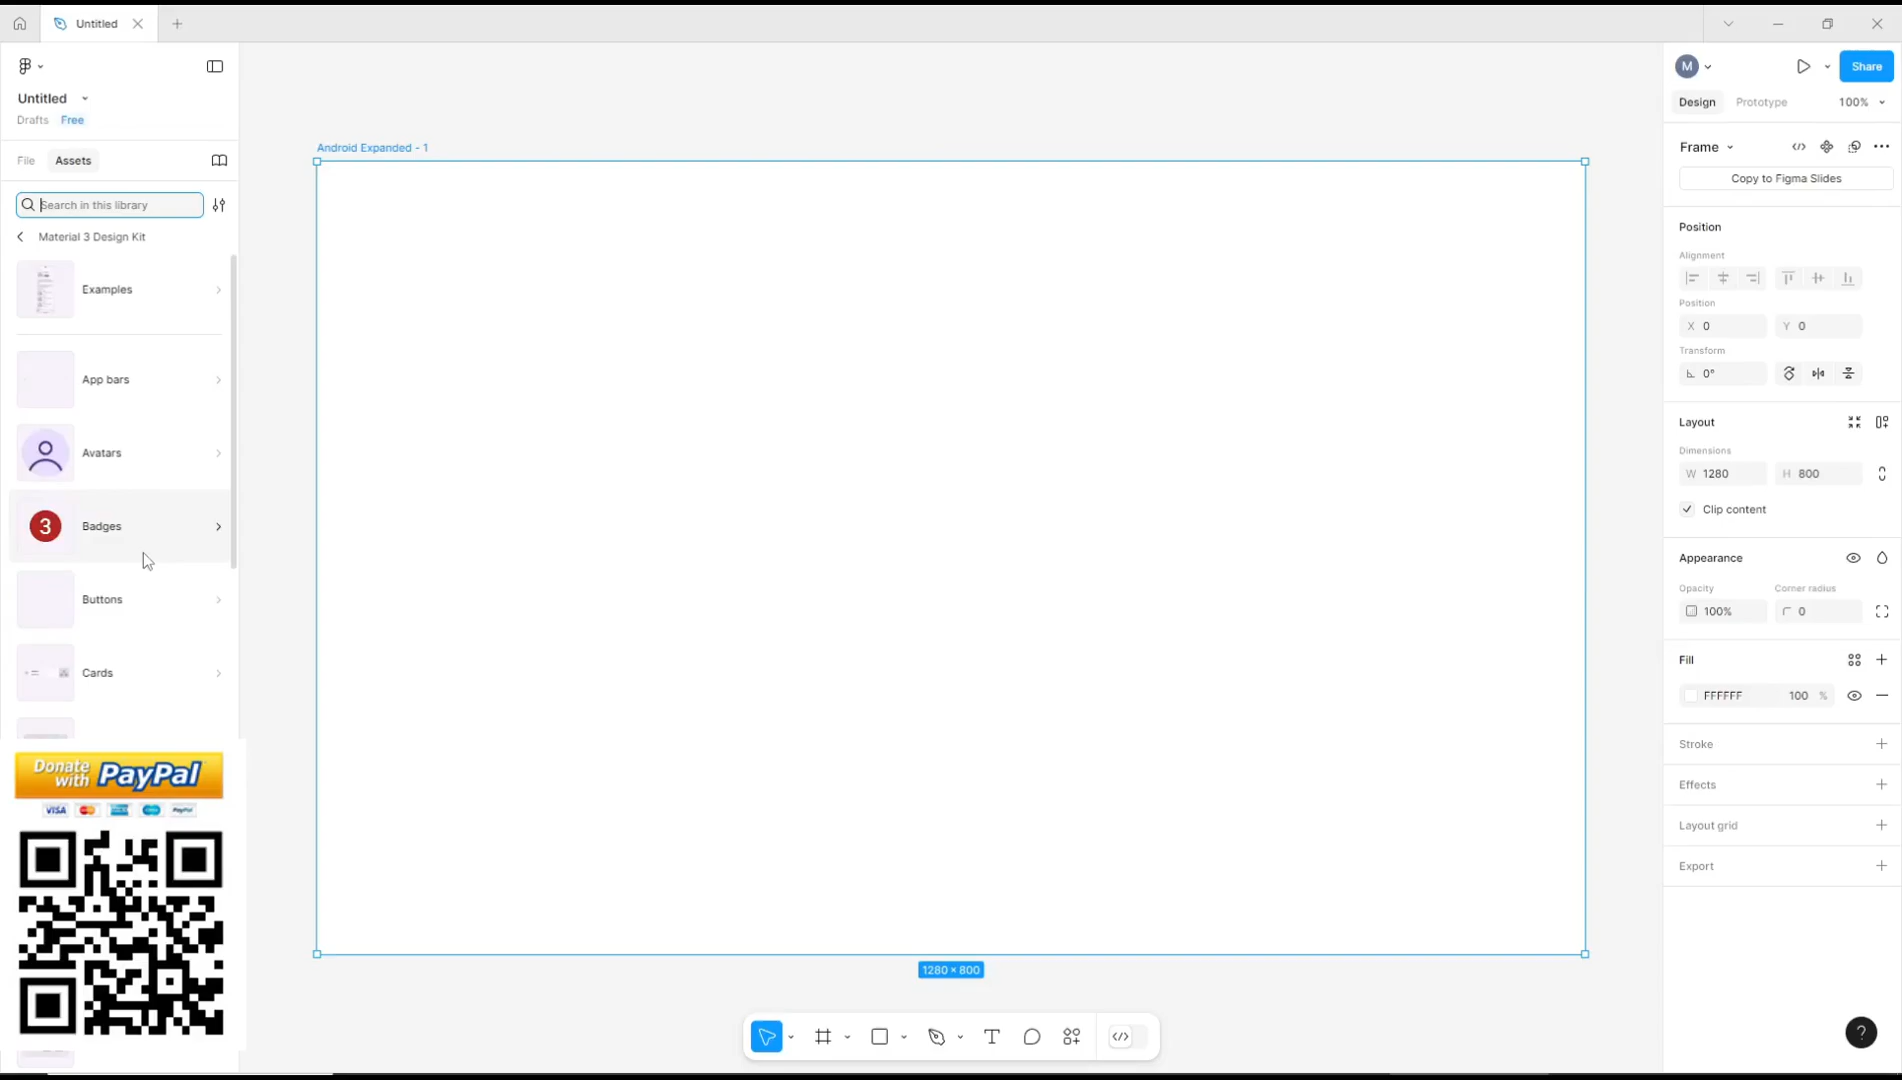 Untitled
Untitled
Drafts Free
File Assets
Search in this library
Material 3 Design Kit
Examples
App bars
Avatars
3 Badges
Buttons
Cards
Donate with PayPal
VISA PayPal
Android Expanded - 1
1280 × 800
M
Share
Design Prototype 100%
Frame
Copy to Figma Slides
Position
Alignment
Position
X 0 Y 0
Transform
0°
Layout
Dimensions
W 1280 H 800
Clip content
Appearance
Opacity Corner radius
100% 0
Fill
FFFFFF 100 %
Stroke
Effects
Layout grid
Export
?